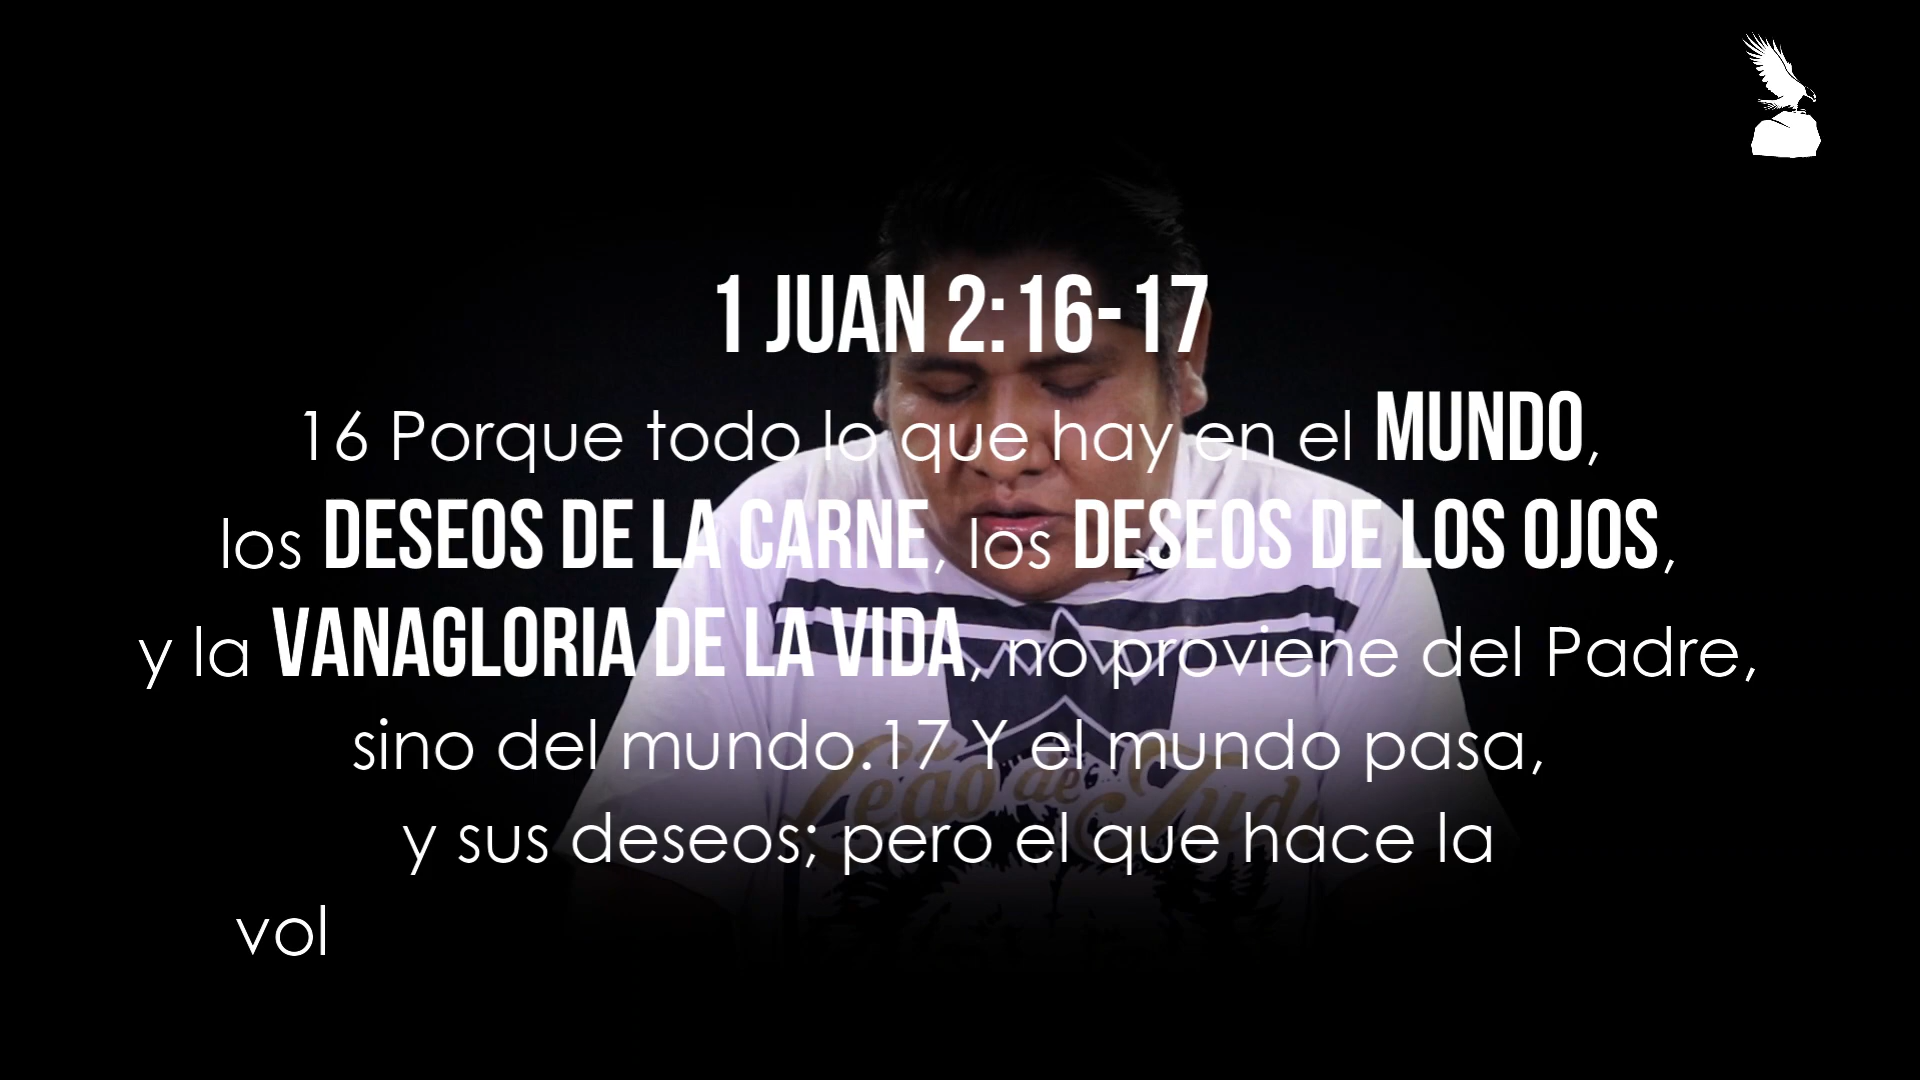 1 JUAN 2:16-17
16 Porque todo lo que hay en el MUNDO,
los DESEOS DE LA CARNE, los DESEOS DE LOS OJOS,
y la VANAGLORIA DE LA VIDA, no proviene del Padre,
sino del mundo.17 Y el mundo pasa,
y sus deseos; pero el que hace la
vol
Leão de